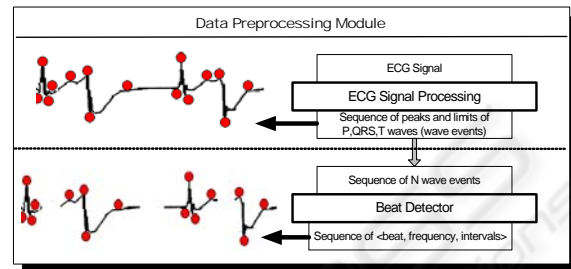 Data Preprocessing Module
ECG Signal
ECG Signal Processing
Sequence of peaks and limits of
P,QRS,T waves (wave events)
Sequence of N wave events
Beat Detector
Sequence of <beat, frequency, intervals>